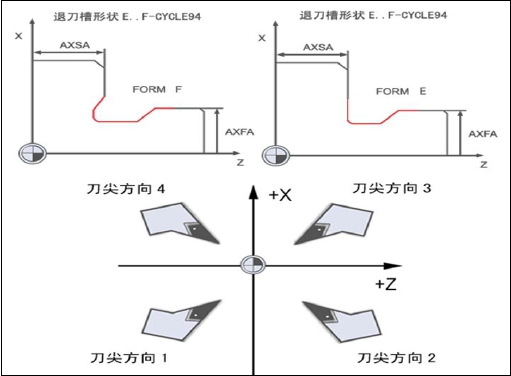 退刀槽形状 E..F-CYCLE94
X
AXSA
FORM F
AXFA
Z
退刀槽形状 E..F-CYCLE94
X
AXSA
FORM E
AXFA
Z
刀尖方向 4
+X
刀尖方向 3
+Z
刀尖方向 1
刀尖方向 2